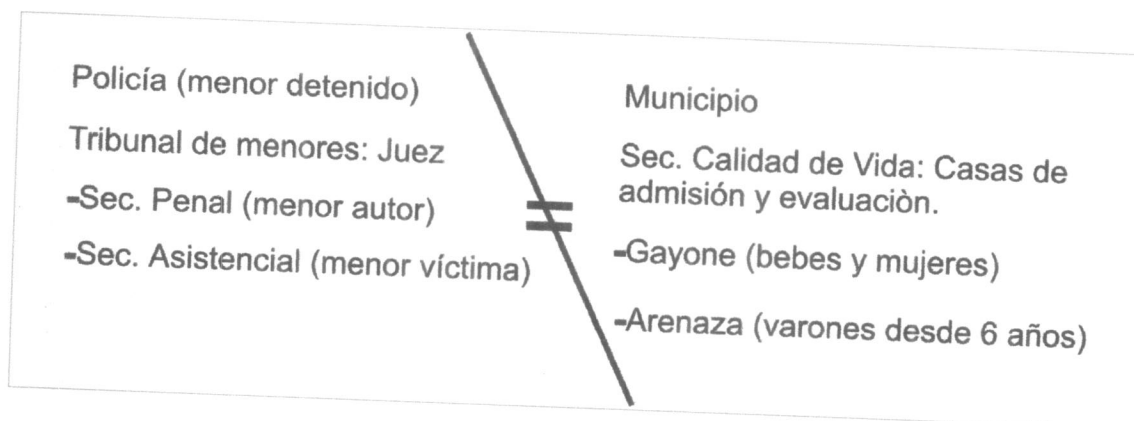 Policía (menor detenido)
Tribunal de menores: Juez
-Sec. Penal (menor autor)
-Sec. Asistencial (menor víctima)
=
Municipio
Sec. Calidad de Vida: Casas de
admisión y evaluaciòn.
-Gayone (bebes y mujeres)
-Arenaza (varones desde 6 años)